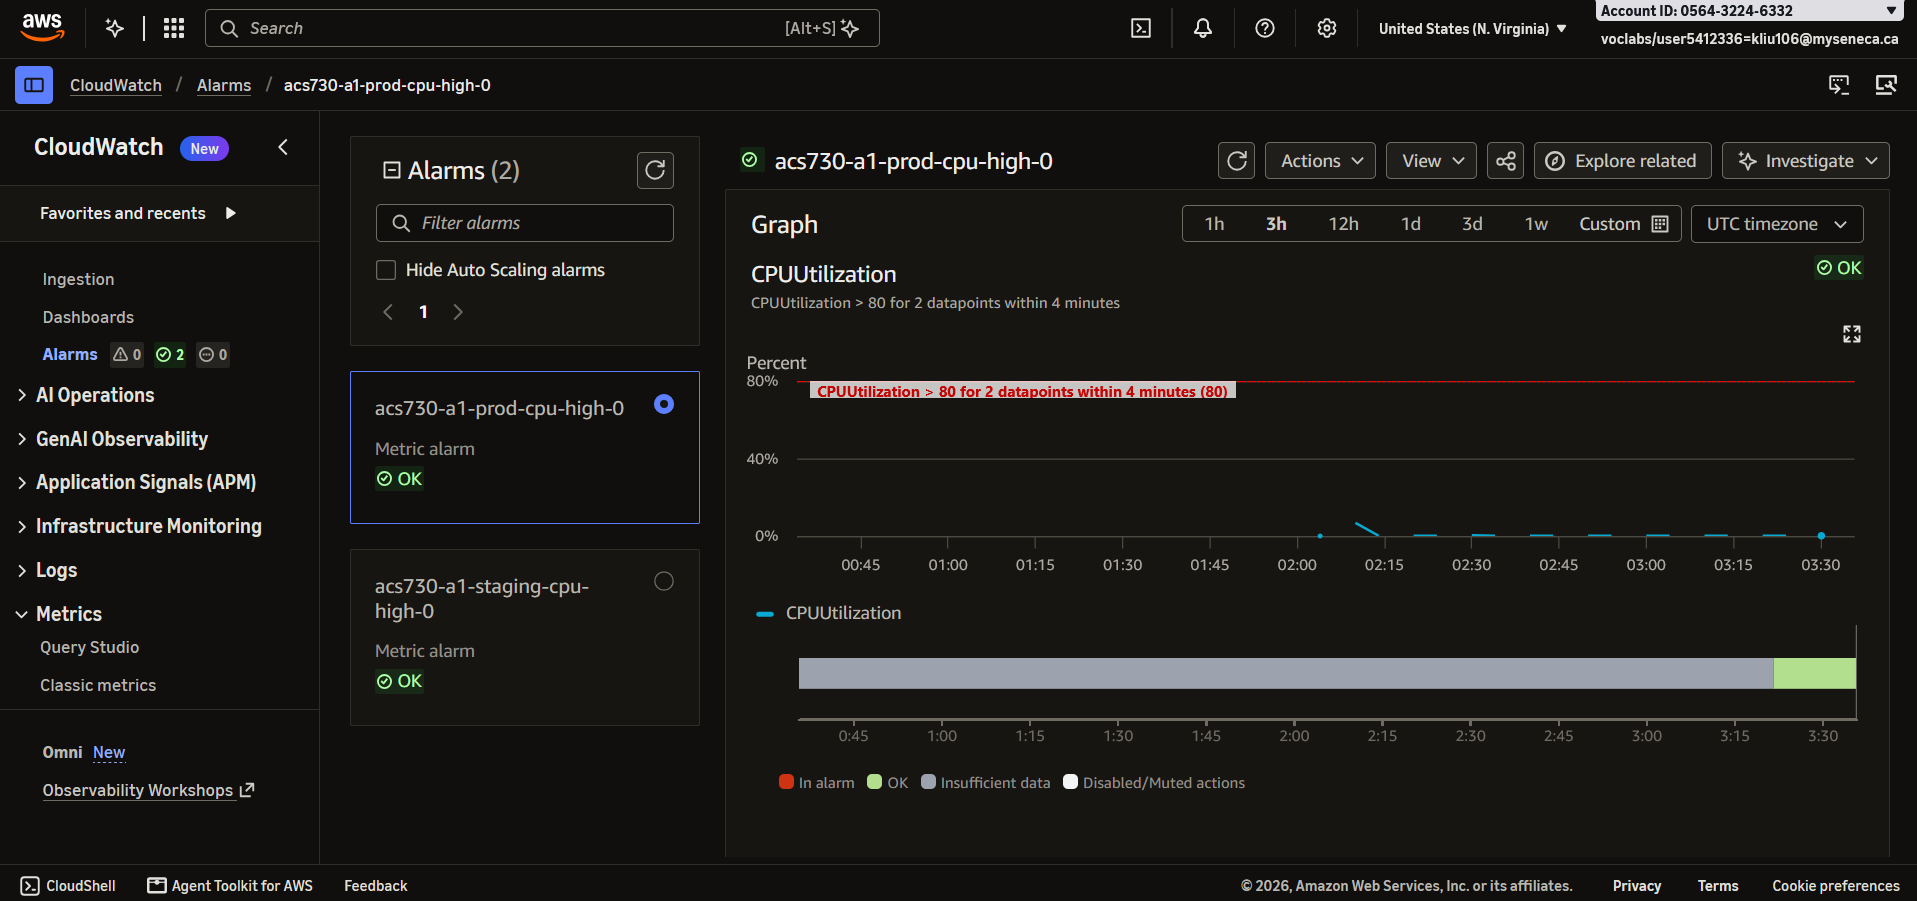 aws
Search [Alt+S]
United States (N. Virginia)
Account ID: 0564-3224-6332
voclabs/user5412336=kliu106@myseneca.ca
CloudWatch / Alarms / acs730-a1-prod-cpu-high-0
CloudWatch New
Favorites and recents
Ingestion
Dashboards
Alarms 0 2 0
AI Operations
GenAI Observability
Application Signals (APM)
Infrastructure Monitoring
Logs
Metrics
Query Studio
Classic metrics
Omni New
Observability Workshops
Alarms (2)
Filter alarms
Hide Auto Scaling alarms
1
acs730-a1-prod-cpu-high-0
Metric alarm
OK
acs730-a1-staging-cpu-
high-0
Metric alarm
OK
acs730-a1-prod-cpu-high-0
Actions View Explore related Investigate
Graph
1h 3h 12h 1d 3d 1w Custom UTC timezone
CPUUtilization
OK
CPUUtilization > 80 for 2 datapoints within 4 minutes
Percent
80%
CPUUtilization > 80 for 2 datapoints within 4 minutes (80)
40%
0%
00:45 01:00 01:15 01:30 01:45 02:00 02:15 02:30 02:45 03:00 03:15 03:30
CPUUtilization
0:45 1:00 1:15 1:30 1:45 2:00 2:15 2:30 2:45 3:00 3:15 3:30
In alarm OK Insufficient data Disabled/Muted actions
CloudShell Agent Toolkit for AWS Feedback
© 2026, Amazon Web Services, Inc. or its affiliates. Privacy Terms Cookie preferences